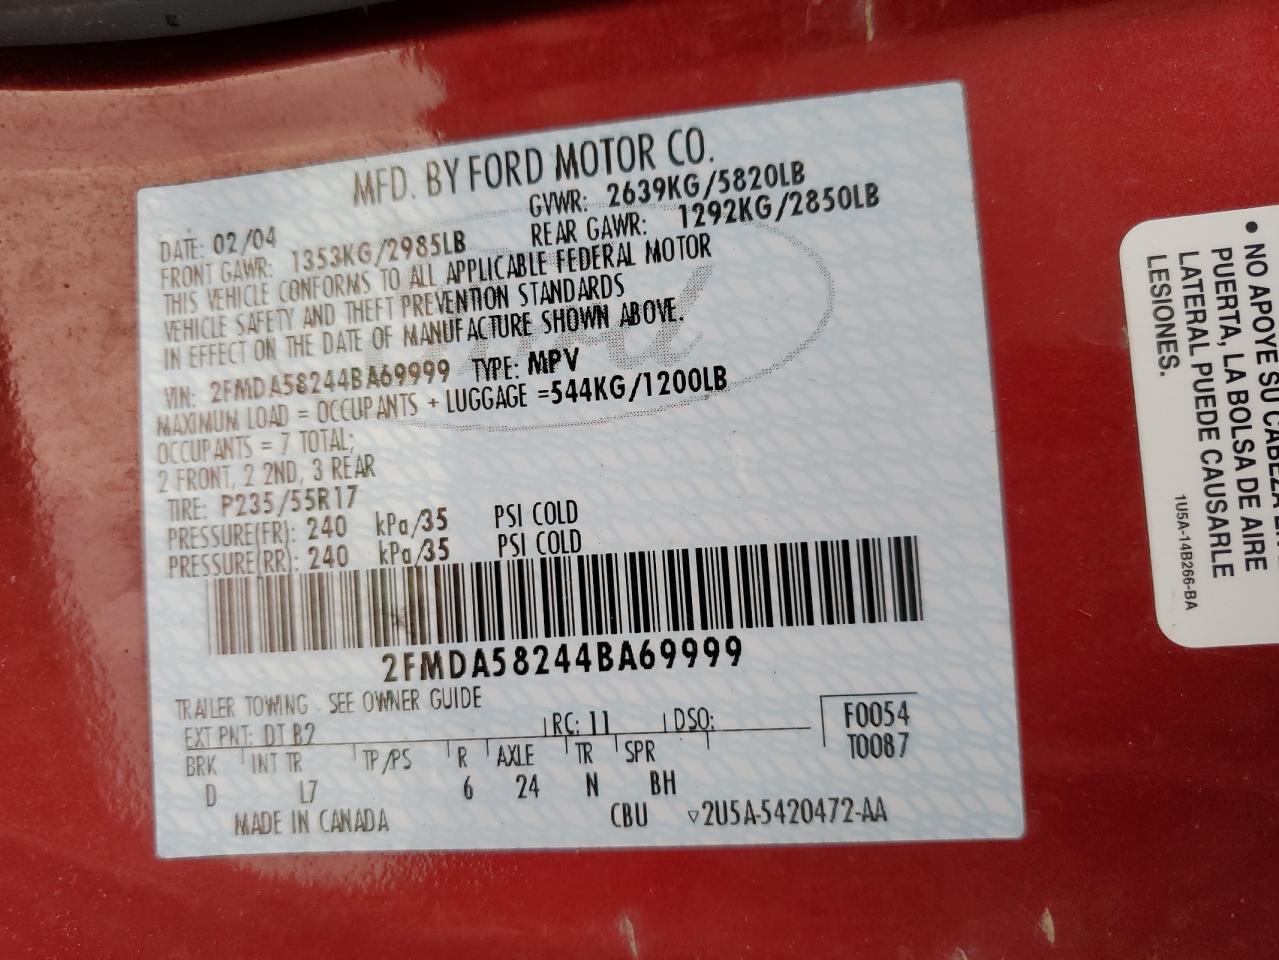 MFD. BY FORD MOTOR CO.
DATE: 02/04 GVWR: 2639KG/5820LB
FRONT GAWR: 1353KG/2985LB REAR GAWR: 1292KG/2850LB
THIS VEHICLE CONFORMS TO ALL APPLICABLE FEDERAL MOTOR
VEHICLE SAFETY AND THEFT PREVENTION STANDARDS
IN EFFECT ON THE DATE OF MANUFACTURE SHOWN ABOVE.
VIN: 2FMDA58244BA69999 TYPE: MPV
MAXIMUM LOAD = OCCUPANTS + LUGGAGE =544KG/1200LB
OCCUPANTS = 7 TOTAL;
2 FRONT, 2 2ND, 3 REAR
TIRE: P235/55R17
PRESSURE(FR): 240 kPa/35 PSI COLD
PRESSURE(RR): 240 kPa/35 PSI COLD
2FMDA58244BA69999
TRAILER TOWING - SEE OWNER GUIDE
EXT PNT: DT B2 RC: 11 DSO: F0054
T0087
BRK INT TR TP/PS R AXLE TR SPR
D L7 6 24 N BH
MADE IN CANADA CBU ▽2U5A-5420472-AA
• NO APOYE SU CABEZA
PUERTA, LA BOLSA DE AIRE
LATERAL PUEDE CAUSARLE
LESIONES.
1U5A-14B266-BA